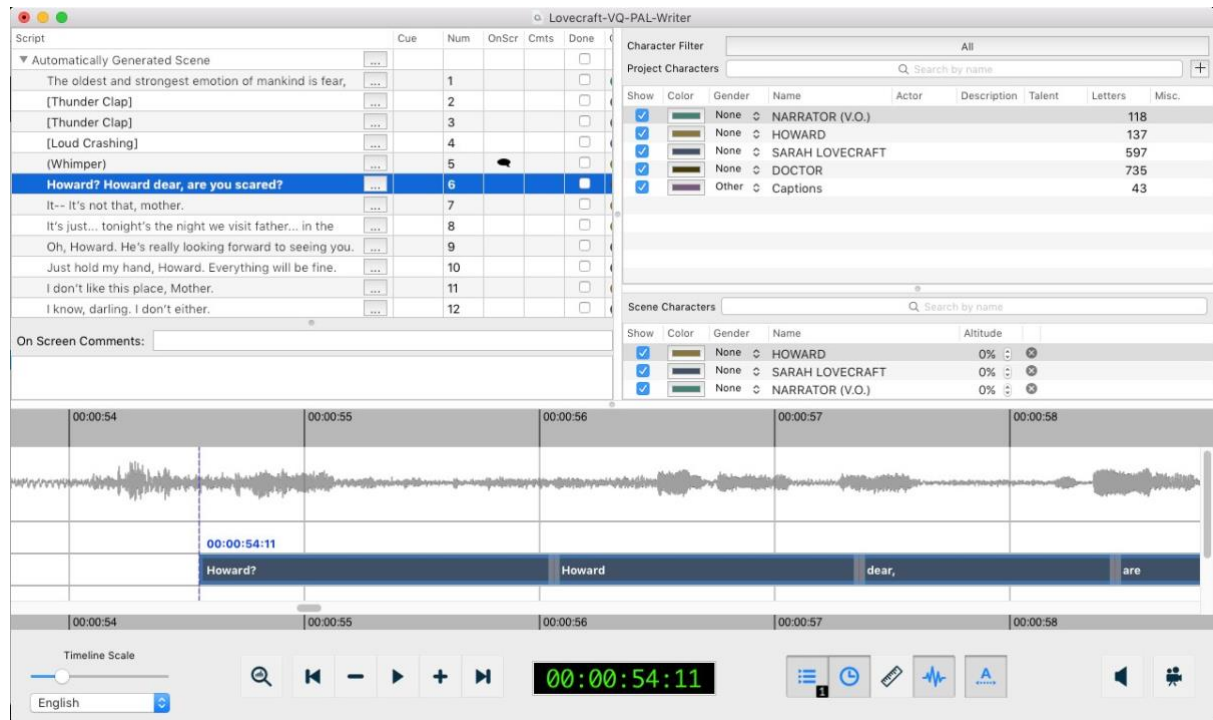 Lovecraft-VQ-PAL-Writer
Script Cue Num OnScr Cmts Done
Automatically Generated Scene ...
The oldest and strongest emotion of mankind is fear, ... 1
[Thunder Clap] ... 2
[Thunder Clap] ... 3
[Loud Crashing] ... 4
(Whimper) ... 5
Howard? Howard dear, are you scared? ... 6
It-- It's not that, mother. ... 7
It's just... tonight's the night we visit father... in the ... 8
Oh, Howard. He's really looking forward to seeing you. ... 9
Just hold my hand, Howard. Everything will be fine. ... 10
I don't like this place, Mother. ... 11
I know, darling. I don't either. ... 12
On Screen Comments:
Character Filter All
Project Characters Search by name
Show Color Gender Name Actor Description Talent Letters Misc.
None NARRATOR (V.O.) 118
None HOWARD 137
None SARAH LOVECRAFT 597
None DOCTOR 735
Other Captions 43
Scene Characters Search by name
Show Color Gender Name Altitude
None HOWARD 0%
None SARAH LOVECRAFT 0%
None NARRATOR (V.O.) 0%
00:00:54 00:00:55 00:00:56 00:00:57 00:00:58
00:00:54:11
Howard? Howard dear, are
00:00:54 00:00:55 00:00:56 00:00:57 00:00:58
Timeline Scale
00:00:54:11
1
A
English